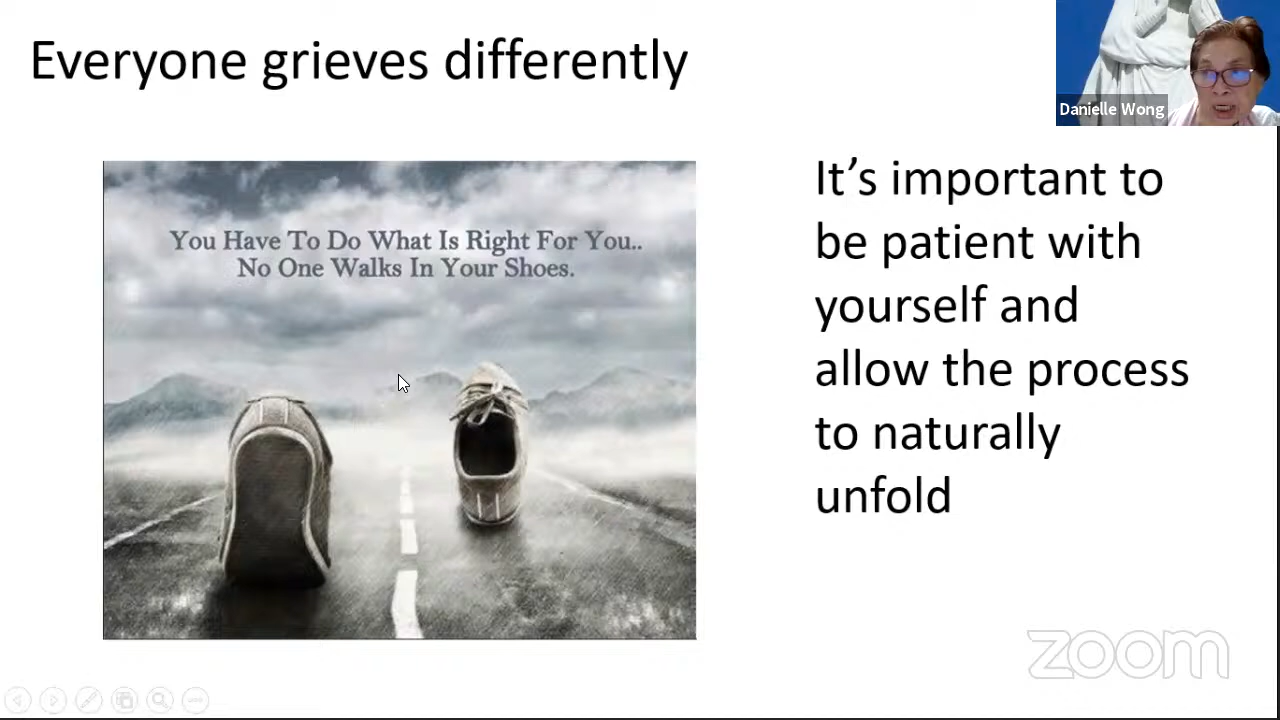 Everyone grieves differently
Danielle Wong
You Have To Do What Is Right For You..
No One Walks In Your Shoes.
It’s important to
be patient with
yourself and
allow the process
to naturally
unfold
zoom